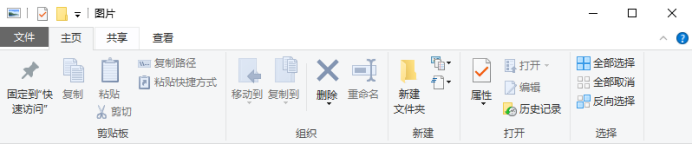 图片
文件 主页 共享 查看
固定到"快速访问"
复制
粘贴
复制路径
粘贴快捷方式
剪切
剪贴板
移动到
复制到
删除
重命名
组织
新建文件夹
新建
属性
打开
编辑
历史记录
打开
全部选择
全部取消
反向选择
选择